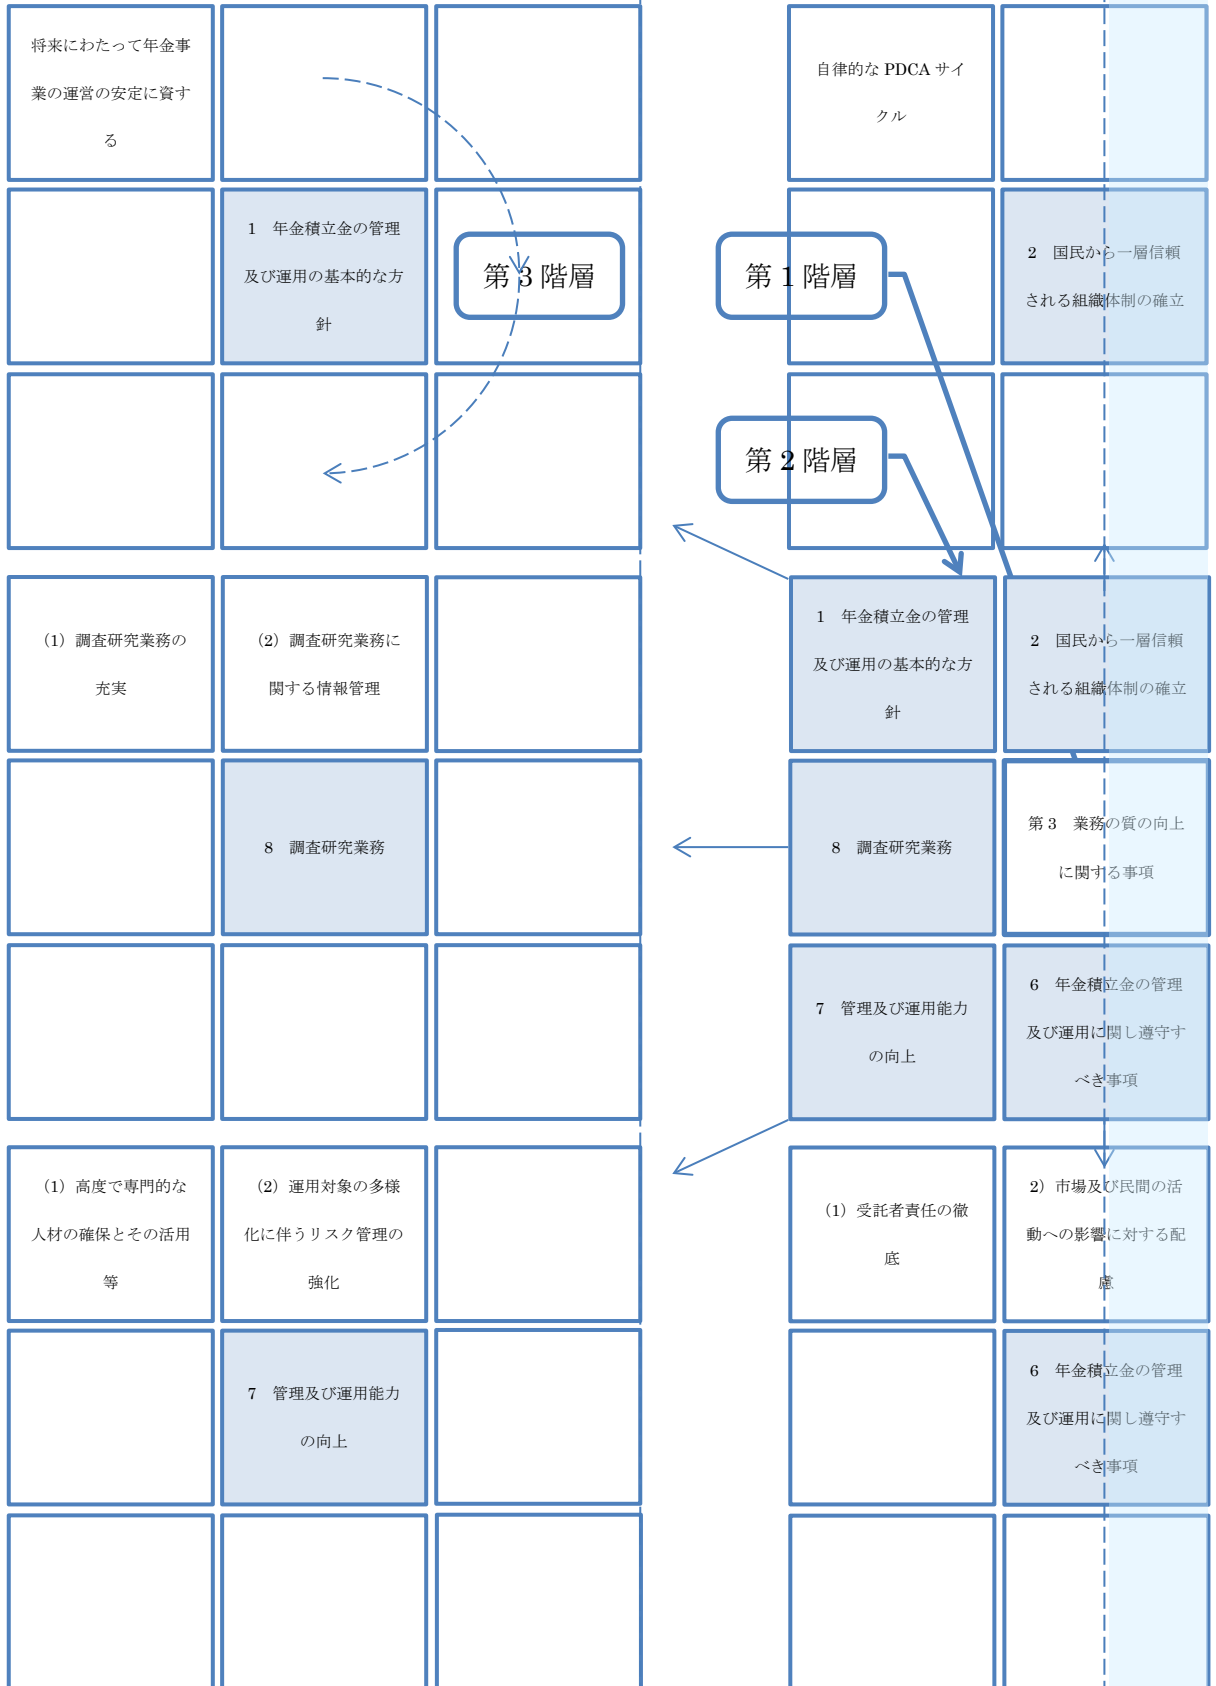 将来にわたって年金事
業の運営の安定に資す
る
自律的な PDCA サイ
クル
1　年金積立金の管理
及び運用の基本的な方
針
第 3 階層
第 1 階層
2　国民から一層信頼
される組織体制の確立
第 2 階層
（1）調査研究業務の
充実
（2）調査研究業務に
関する情報管理
1　年金積立金の管理
及び運用の基本的な方
針
2　国民から一層信頼
される組織体制の確立
8　調査研究業務
8　調査研究業務
第 3　業務の質の向上
に関する事項
7　管理及び運用能力
の向上
6　年金積立金の管理
及び運用に関し遵守す
べき事項
（1）高度で専門的な
人材の確保とその活用
等
（2）運用対象の多様
化に伴うリスク管理の
強化
（1）受託者責任の徹
底
2）市場及び民間の活
動への影響に対する配
慮
7　管理及び運用能力
の向上
6　年金積立金の管理
及び運用に関し遵守す
べき事項